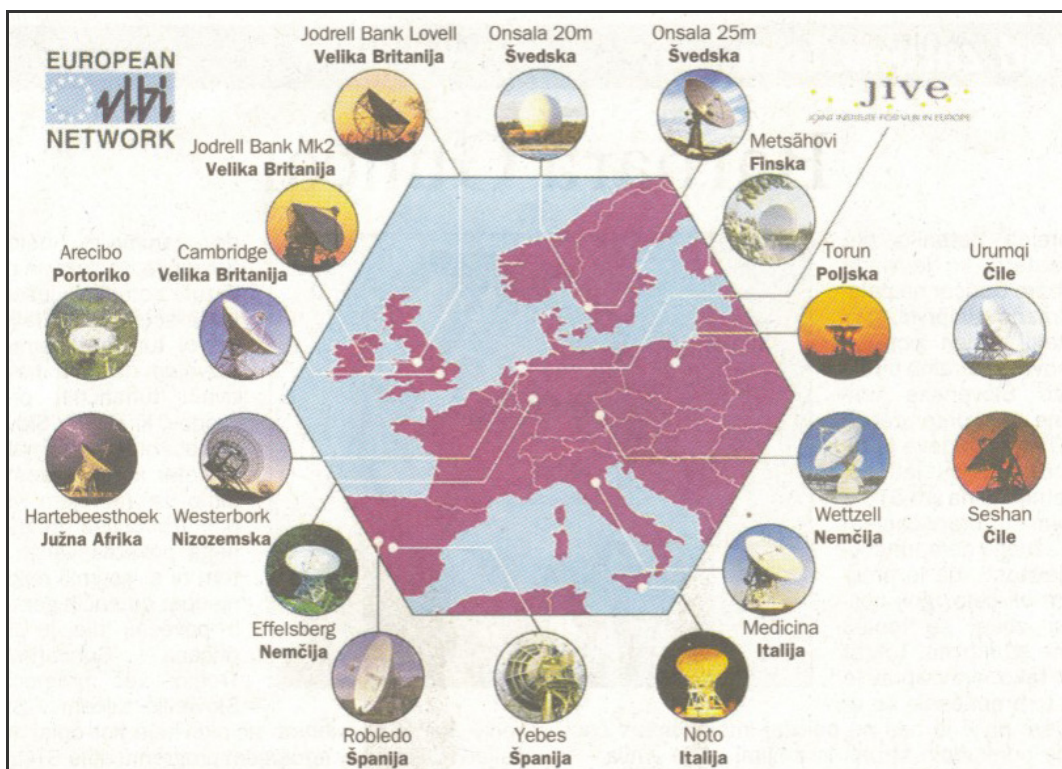 EUROPEAN
vlbi
NETWORK
Jodrell Bank Lovell
Velika Britanija
Onsala 20m
Švedska
Onsala 25m
Švedska
jive
JOINT INSTITUTE FOR VLBI IN EUROPE
Jodrell Bank Mk2
Velika Britanija
Metsähovi
Finska
Arecibo
Portoriko
Cambridge
Velika Britanija
Torun
Poljska
Urumqi
Čile
Hartebeesthoek
Južna Afrika
Westerbork
Nizozemska
Wettzell
Nemčija
Seshan
Čile
Effelsberg
Nemčija
Medicina
Italija
Robledo
Španija
Yebes
Španija
Noto
Italija